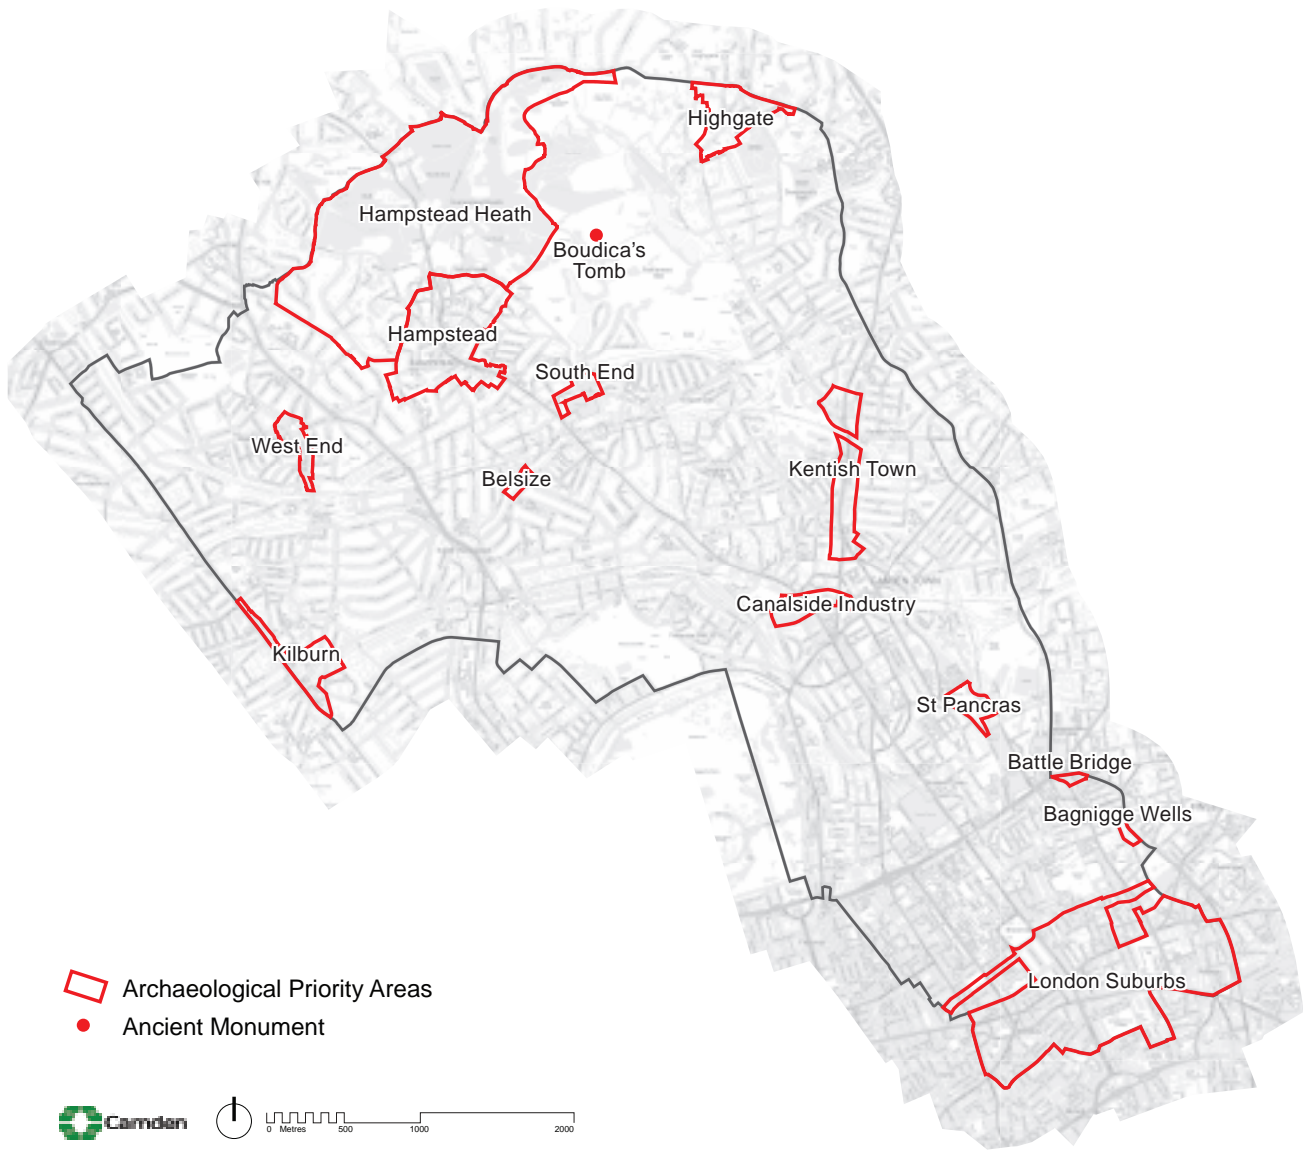 Highgate
Hampstead Heath
Boudica's
Tomb
Hampstead
South End
West End
Belsize
Kentish Town
Canalside Industry
Kilburn
St Pancras
Battle Bridge
Bagnigge Wells
London Suburbs
Archaeological Priority Areas
Ancient Monument
Camden
0 Metres 500 1000 2000